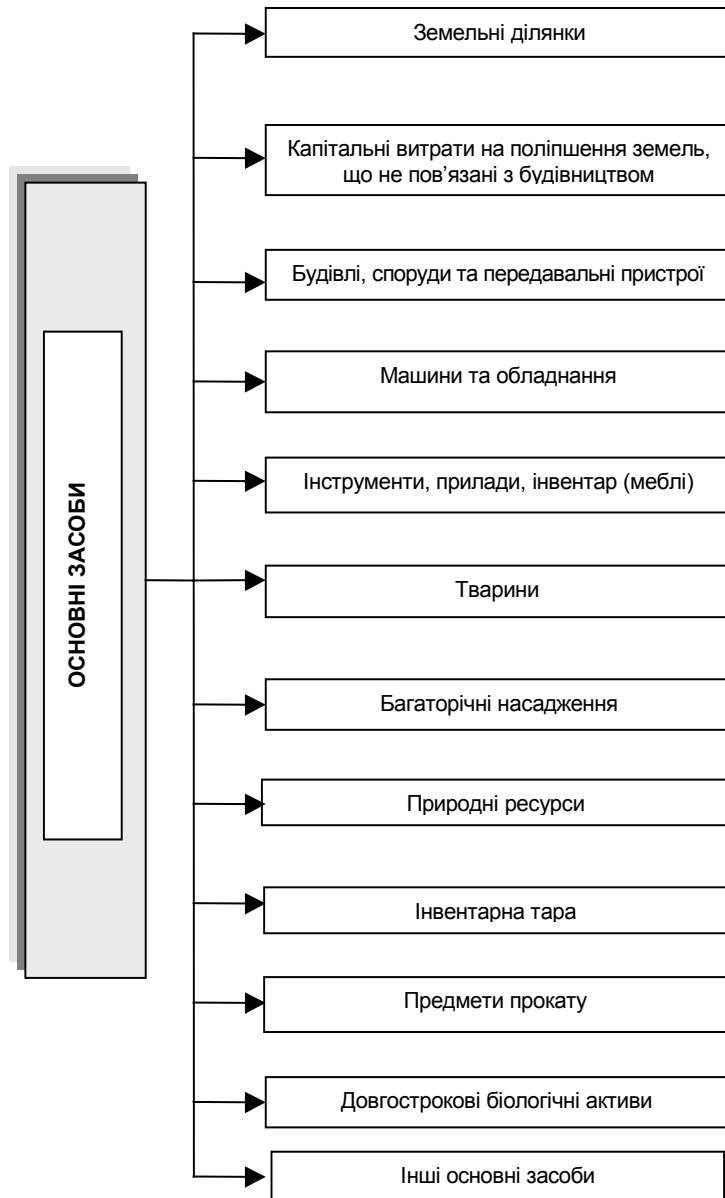 ОСНОВНІ ЗАСОБИ
Земельні ділянки
Капітальні витрати на поліпшення земель,
що не пов’язані з будівництвом
Будівлі, споруди та передавальні пристрої
Машини та обладнання
Інструменти, прилади, інвентар (меблі)
Тварини
Багаторічні насадження
Природні ресурси
Інвентарна тара
Предмети прокату
Довгострокові біологічні активи
Інші основні засоби